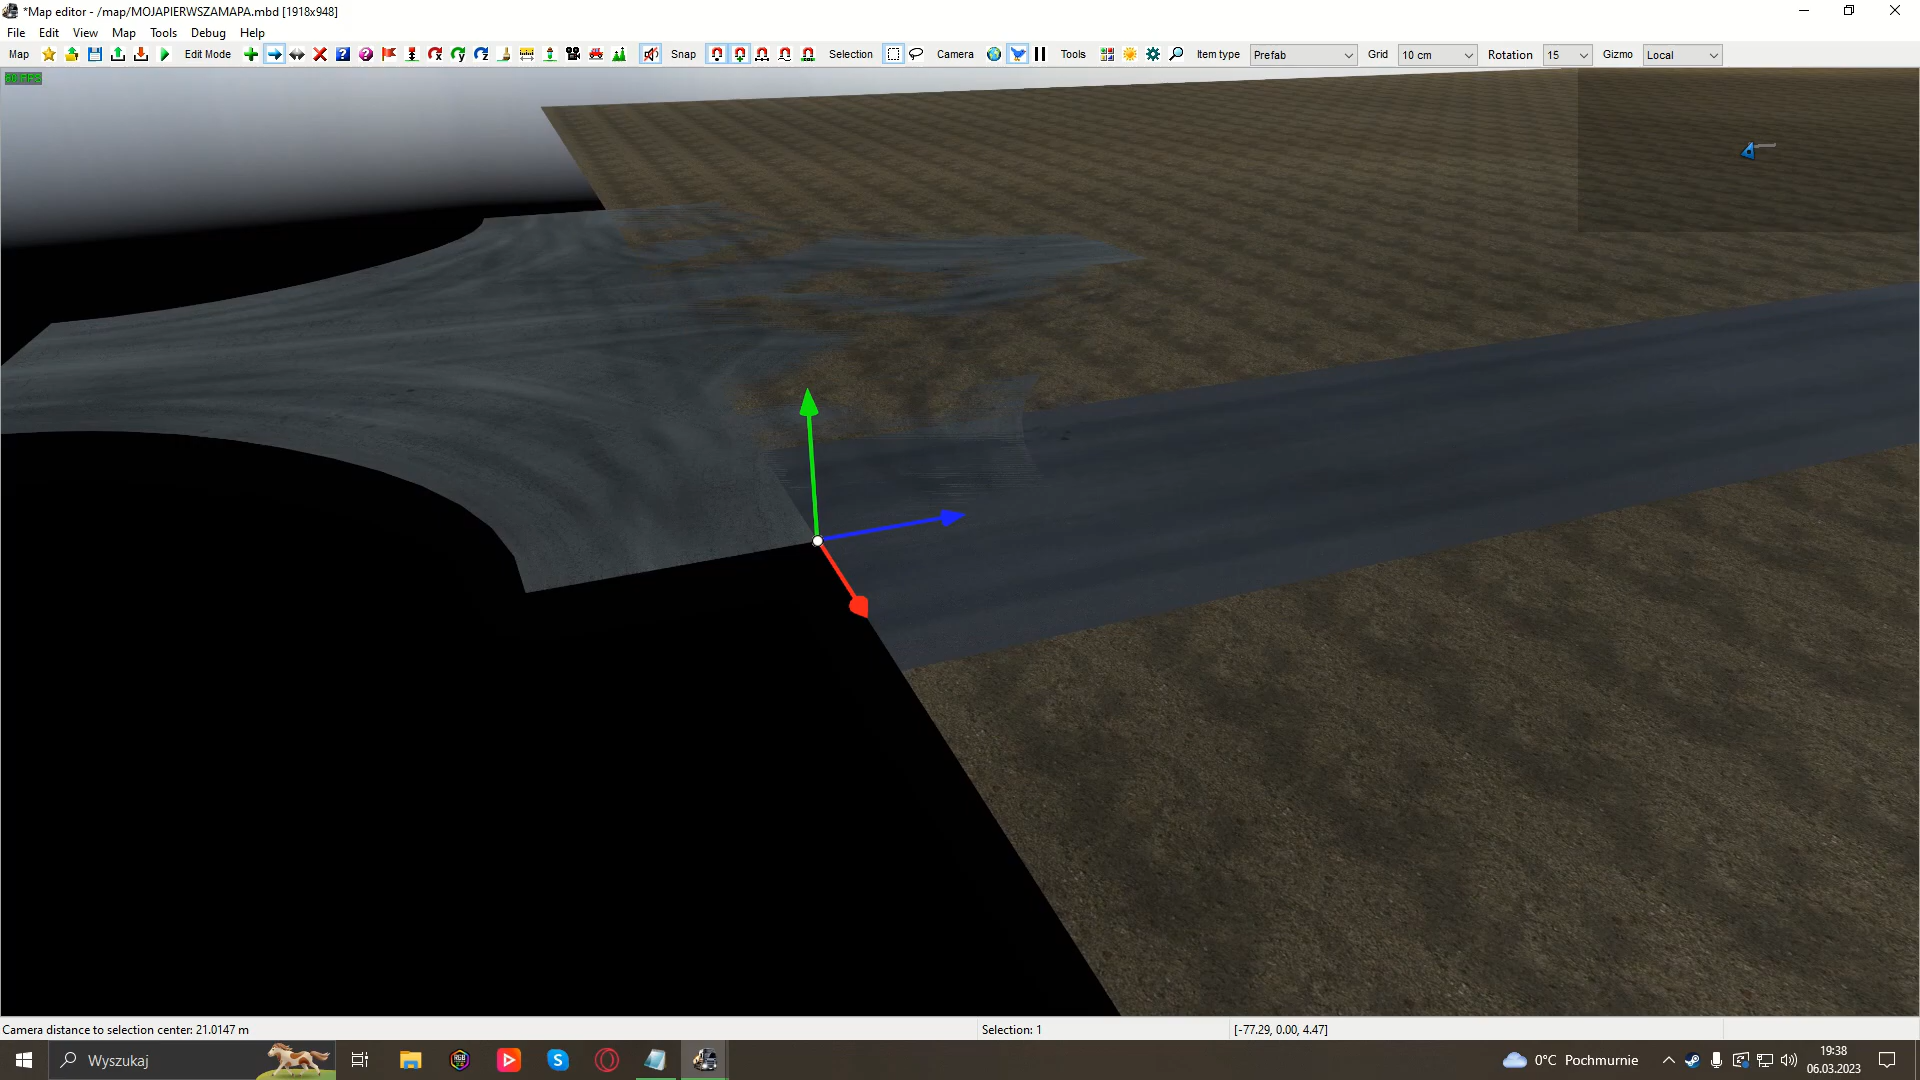 *Map editor - /map/MOJAPIERWSZAMAPA.mbd [1918x948]
File Edit View Map Tools Debug Help
Map Edit Mode Snap Selection Camera Tools Item type Prefab Grid 10 cm Rotation 15 Gizmo Local
Camera distance to selection center: 21.0147 m Selection: 1 [-77.29, 0.00, 4.47]
Wyszukaj 0°C Pochmurnie 19:38
06.03.2023